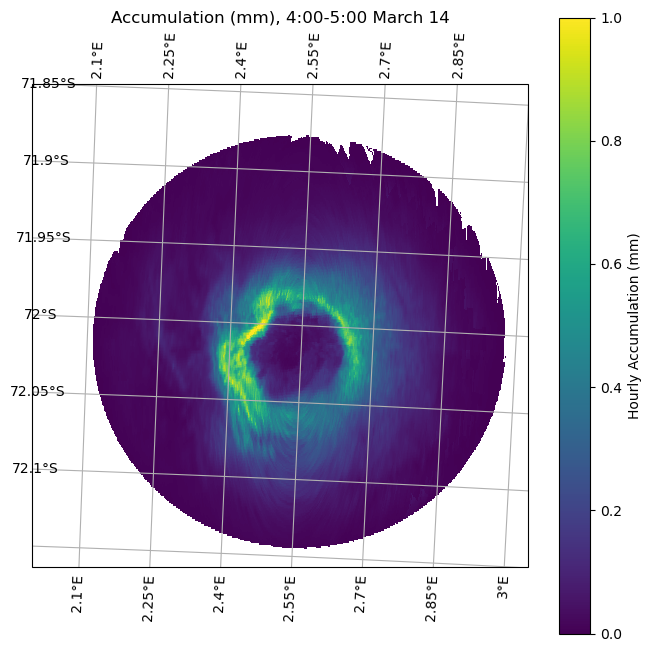 Accumulation (mm), 4:00-5:00 March 14
2.1°E
2.25°E
2.4°E
2.55°E
2.7°E
2.85°E
71.85°S
71.9°S
71.95°S
72°S
72.05°S
72.1°S
2.1°E
2.25°E
2.4°E
2.55°E
2.7°E
2.85°E
3°E
1.0
0.8
0.6
0.4
0.2
0.0
Hourly Accumulation (mm)